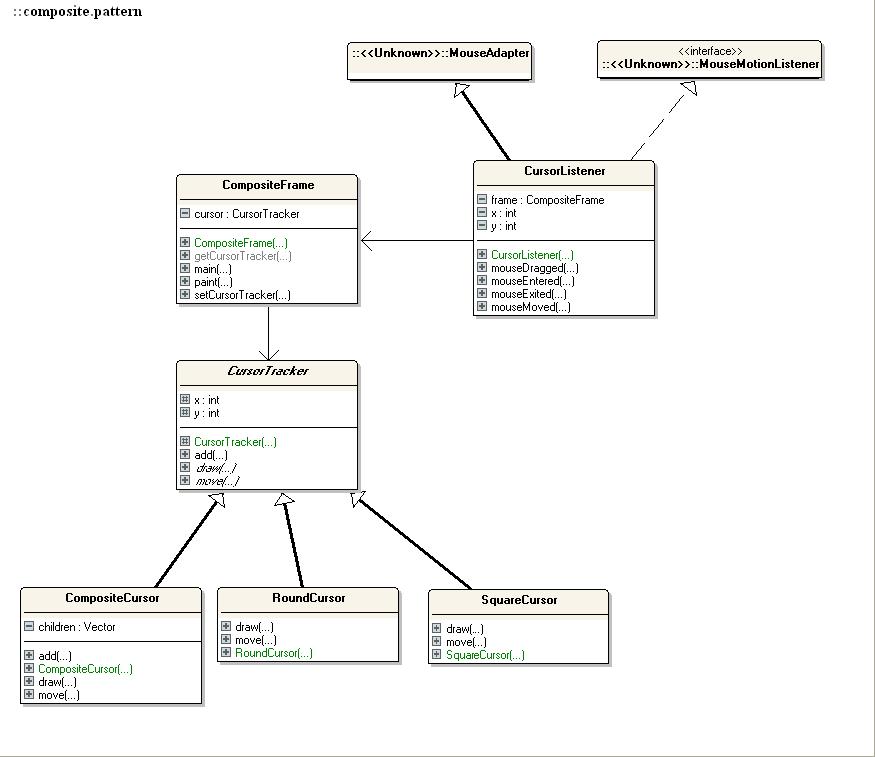 ::composite.pattern
::<<Unknown>>::MouseAdapter
<<interface>>
::<<Unknown>>::MouseMotionListener
CursorListener
frame : CompositeFrame
x : int
y : int
CursorListener(...)
mouseDragged(...)
mouseEntered(...)
mouseExited(...)
mouseMoved(...)
CompositeFrame
cursor : CursorTracker
CompositeFrame(...)
getCursorTracker(...)
main(...)
paint(...)
setCursorTracker(...)
CursorTracker
x : int
y : int
CursorTracker(...)
add(...)
draw(...)
move(...)
CompositeCursor
children : Vector
add(...)
CompositeCursor(...)
draw(...)
move(...)
RoundCursor
draw(...)
move(...)
RoundCursor(...)
SquareCursor
draw(...)
move(...)
SquareCursor(...)